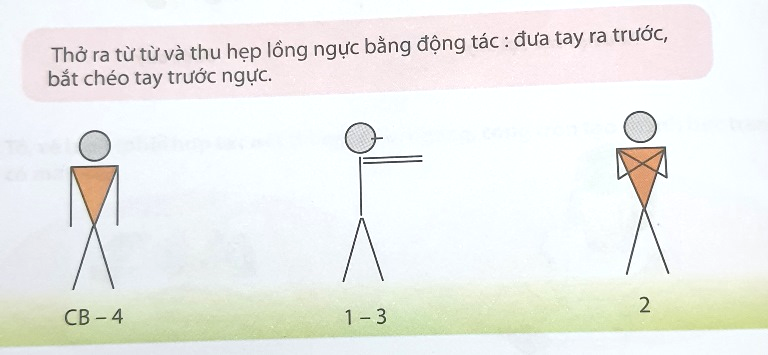 Thở ra từ từ và thu hẹp lồng ngực bằng động tác : đưa tay ra trước,
bắt chéo tay trước ngực.
CB – 4
1 – 3
2